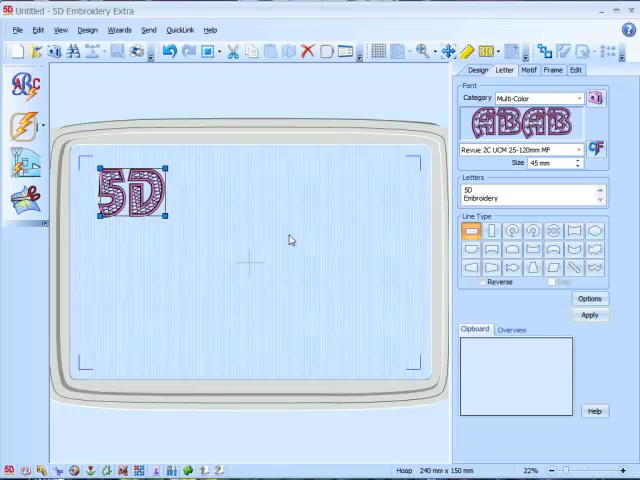 Untitled - 5D Embroidery Extra
File Edit View Design Wizards Send QuickLink Help
Design Letter Motif Frame Edit
Font
Category Multi-Color
ABAB
Revue 2C UCM 25-120mm MF
Size 45 mm
Letters
5D
Embroidery
Line Type
Reverse Step
Options
Apply
Clipboard Overview
Help
5D
Hoop 240 mm x 150 mm 22%